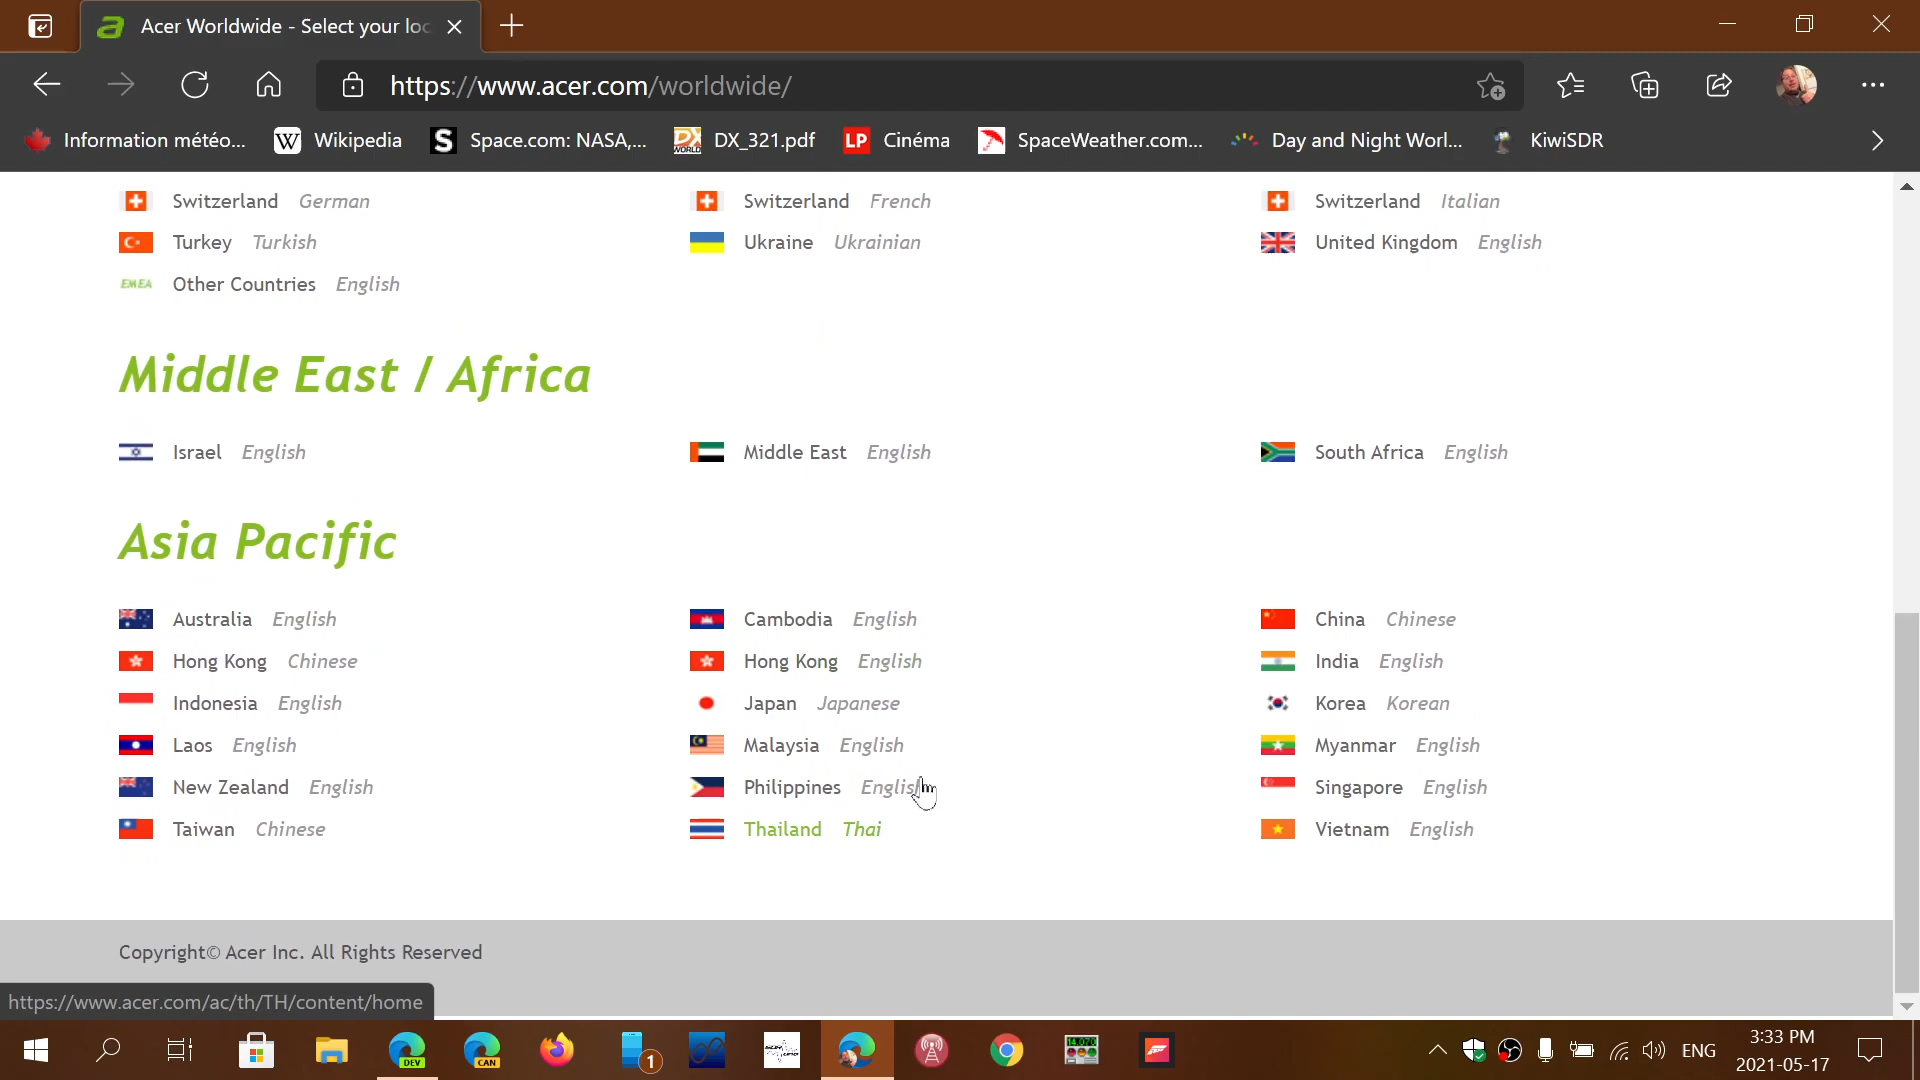 Acer Worldwide - Select your loc
https://www.acer.com/worldwide/
Information météo... Wikipedia Space.com: NASA,... DX_321.pdf Cinéma SpaceWeather.com... Day and Night Worl... KiwiSDR
Switzerland German Switzerland French Switzerland Italian
Turkey Turkish Ukraine Ukrainian United Kingdom English
EMEA Other Countries English
Middle East / Africa
Israel English Middle East English South Africa English
Asia Pacific
Australia English Cambodia English China Chinese
Hong Kong Chinese Hong Kong English India English
Indonesia English Japan Japanese Korea Korean
Laos English Malaysia English Myanmar English
New Zealand English Philippines English Singapore English
Taiwan Chinese Thailand Thai Vietnam English
Copyright© Acer Inc. All Rights Reserved
https://www.acer.com/ac/th/TH/content/home
DEV CAN 1 14.070 ENG 3:33 PM
2021-05-17